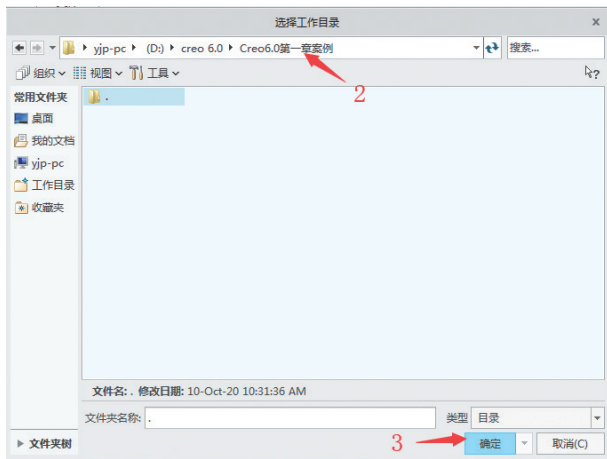 选择工作目录 x
yjp-pc (D:) creo 6.0 Creo6.0第一章案例 搜索...
组织 视图 工具 ?
2
常用文件夹 .
桌面
我的文档
yjp-pc
工作目录
收藏夹
文件名: . 修改日期: 10-Oct-20 10:31:36 AM
文件夹名称: . 类型 目录
文件夹树 3 确定 取消(C)